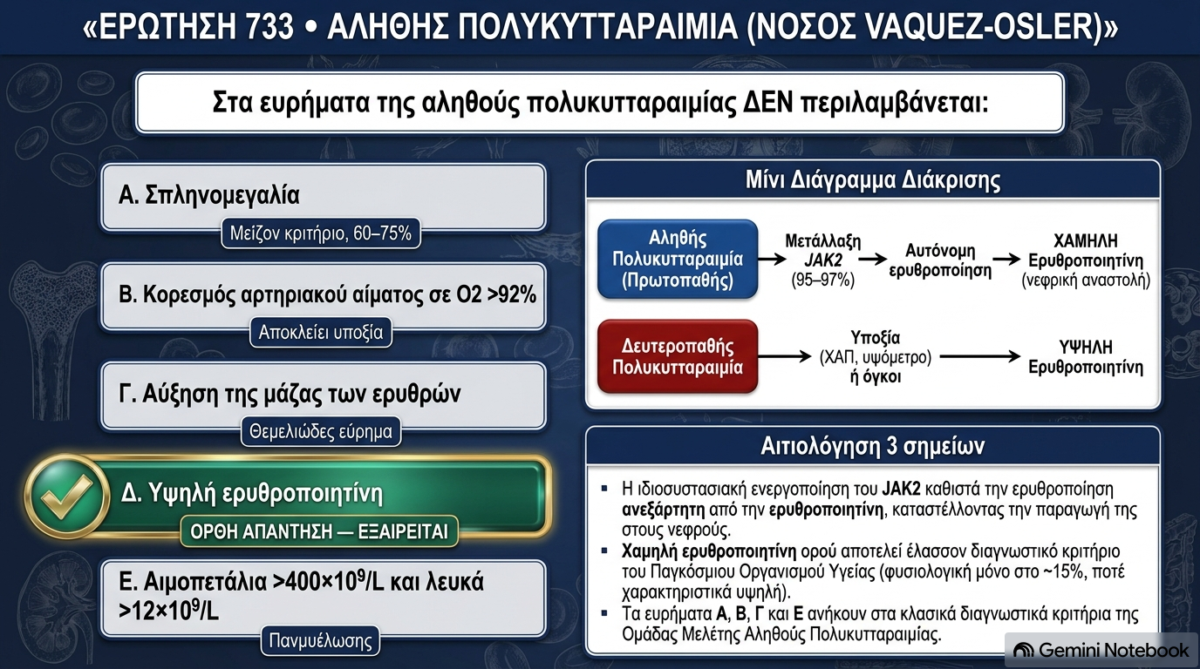 «ΕΡΩΤΗΣΗ 733 • ΑΛΗΘΗΣ ΠΟΛΥΚΥΤΤΑΡΑΙΜΙΑ (ΝΟΣΟΣ VAQUEZ-OSLER)»
Στα ευρήματα της αληθούς πολυκυτταραιμίας ΔΕΝ περιλαμβάνεται:
Α. Σπληνομεγαλία
Μείζον κριτήριο, 60–75%
Β. Κορεσμός αρτηριακού αίματος σε O2 >92%
Αποκλείει υποξία
Γ. Αύξηση της μάζας των ερυθρών
Θεμελιώδες εύρημα
Δ. Υψηλή ερυθροποιητίνη
ΟΡΘΗ ΑΠΑΝΤΗΣΗ — ΕΞΑΙΡΕΙΤΑΙ
Ε. Αιμοπετάλια >400×10⁹/L και λευκά
>12×10⁹/L
Πανμυέλωσης
Μίνι Διάγραμμα Διάκρισης
Αληθής
Πολυκυτταραιμία
(Πρωτοπαθής)
Μετάλλαξη
JAK2
(95–97%)
Αυτόνομη
ερυθροποίηση
ΧΑΜΗΛΗ
Ερυθροποιητίνη
(νεφρική αναστολή)
Δευτεροπαθής
Πολυκυτταραιμία
Υποξία
(ΧΑΠ, υψόμετρο)
ή όγκοι
ΥΨΗΛΗ
Ερυθροποιητίνη
Αιτιολόγηση 3 σημείων
▪ Η ιδιοσυστασιακή ενεργοποίηση του JAK2 καθιστά την ερυθροποίηση
ανεξάρτητη από την ερυθροποιητίνη, καταστέλλοντας την παραγωγή της
στους νεφρούς.
▪ Χαμηλή ερυθροποιητίνη ορού αποτελεί έλασσον διαγνωστικό κριτήριο
του Παγκόσμιου Οργανισμού Υγείας (φυσιολογική μόνο στο ~15%, ποτέ
χαρακτηριστικά υψηλή).
▪ Τα ευρήματα Α, Β, Γ και Ε ανήκουν στα κλασικά διαγνωστικά κριτήρια της
Ομάδας Μελέτης Αληθούς Πολυκυτταραιμίας.
Gemini Notebook